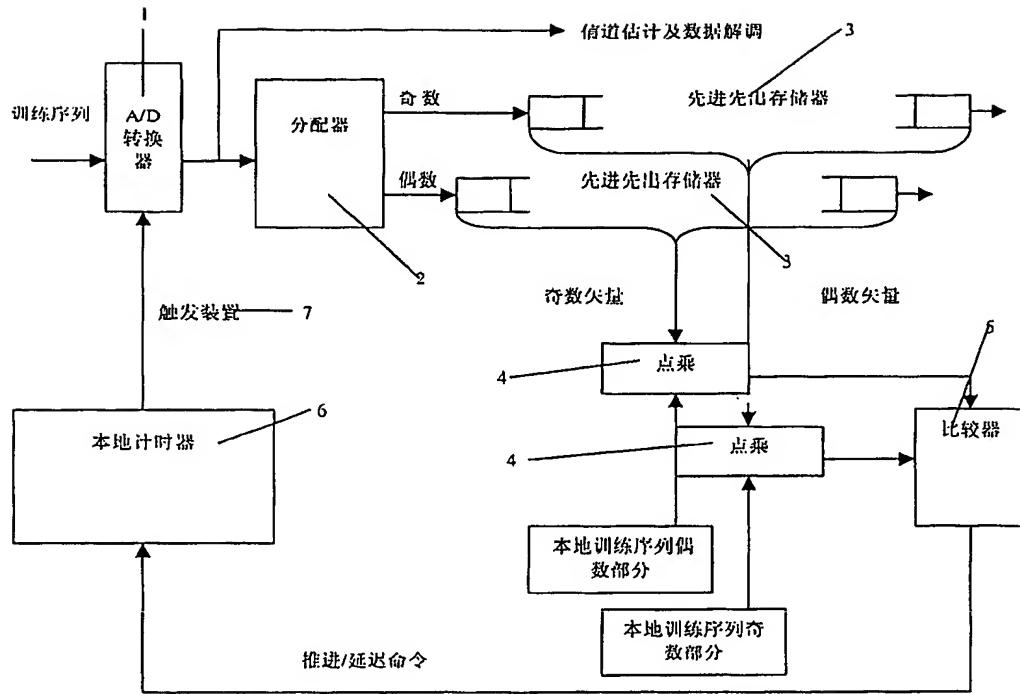 1
信道估计及数据解调
3
训练序列
A/D
转换
器
分配器
奇数
先进先出存储器
偶数
先进先出存储器
2
3
触发装置
7
奇数矢量
偶数矢量
5
4
点乘
6
本地计时器
4
点乘
比较器
本地训练序列偶
数部分
本地训练序列奇
数部分
推进/延迟命令